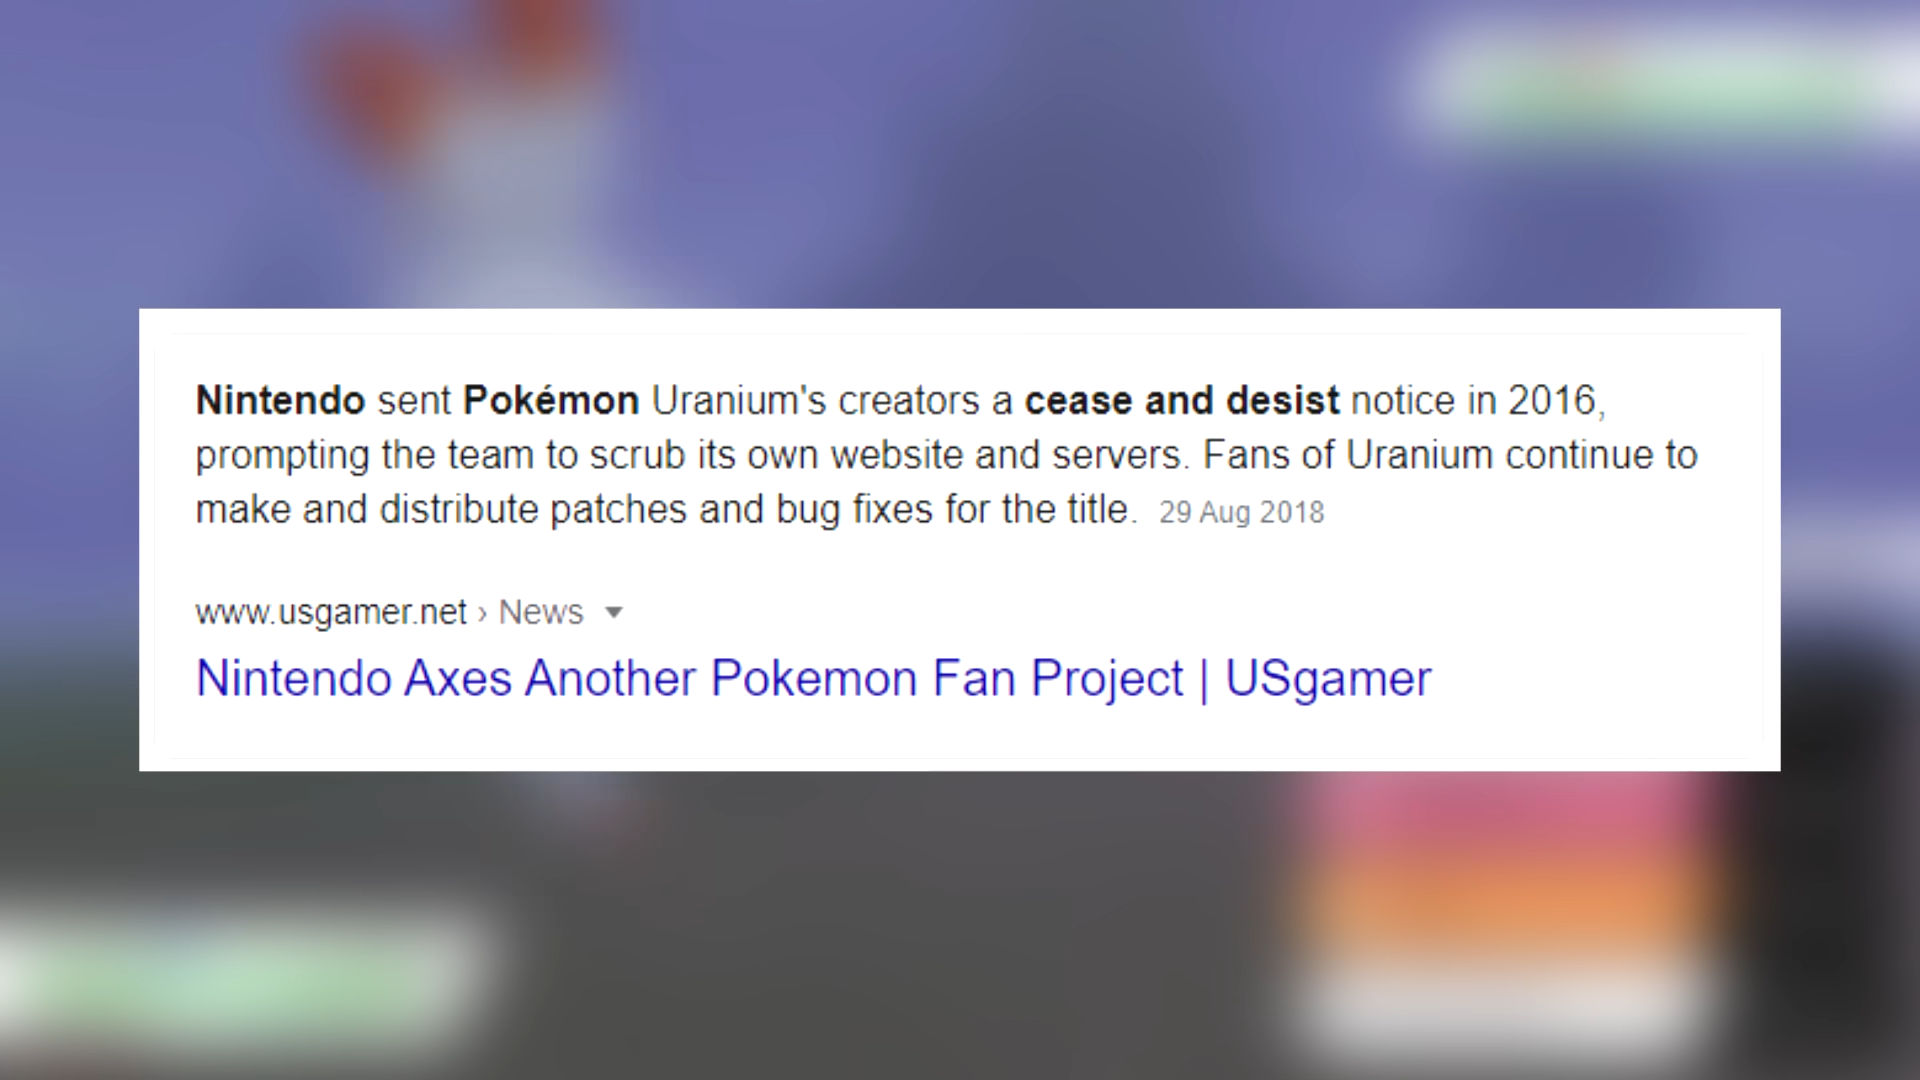 Nintendo sent Pokémon Uranium's creators a cease and desist notice in 2016,
prompting the team to scrub its own website and servers. Fans of Uranium continue to
make and distribute patches and bug fixes for the title. 29 Aug 2018
www.usgamer.net › News
Nintendo Axes Another Pokemon Fan Project | USgamer